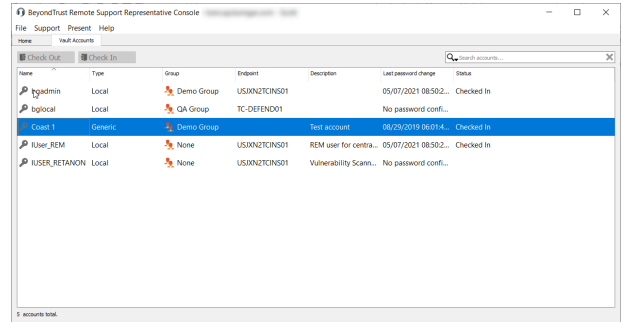 BeyondTrust Remote Support Representative Console
File Support Present Help
Home Vault Accounts
Check Out Check In Search accounts...
Name Type Group Endpoint Description Last password change Status
bgadmin Local Demo Group USJXN2TCINS01 05/07/2021 08:50:2... Checked In
bglocal Local QA Group TC-DEFEND01 No password confi...
Coast 1 Generic Demo Group Test account 08/29/2019 06:01:4... Checked In
IUser_REM Local None USJXN2TCINS01 REM user for centra... 05/07/2021 08:50:2... Checked In
IUSER_RETANON Local None USJXN2TCINS01 Vulnerability Scann... No password confi...
5 accounts total.